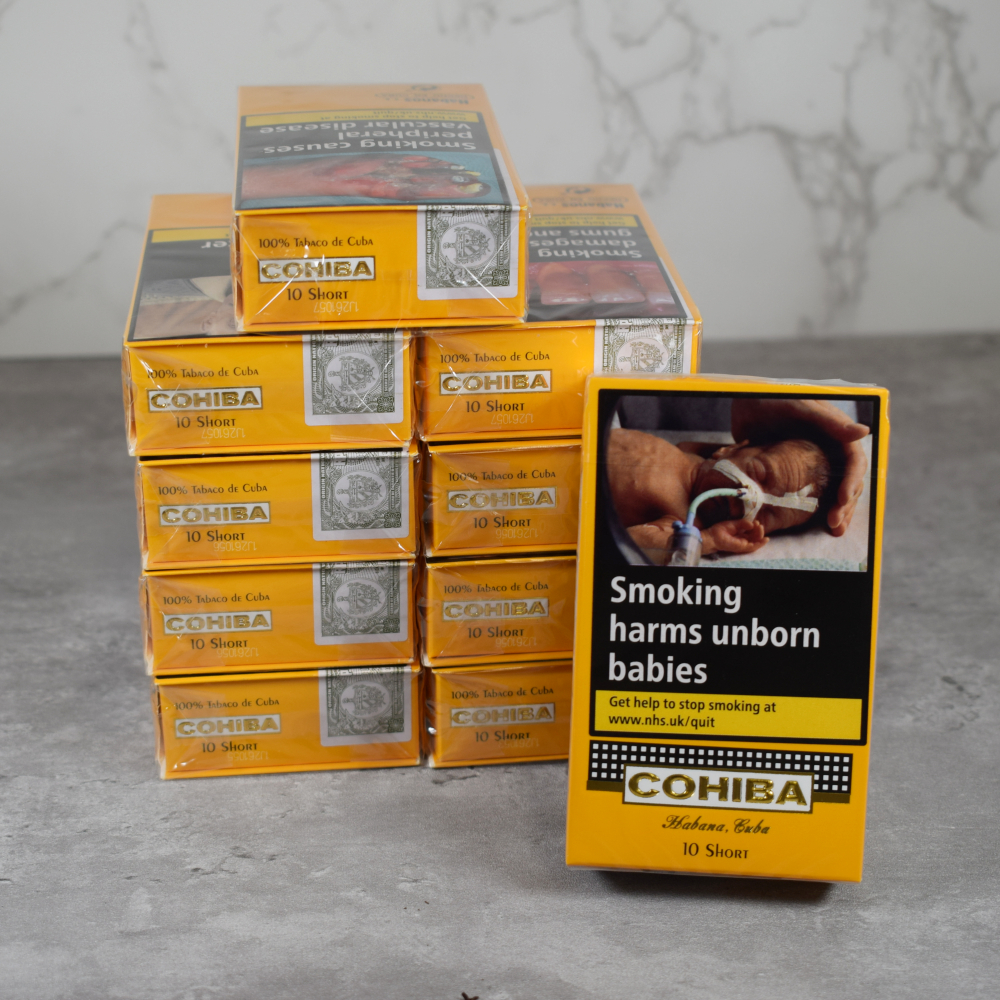 Smoking causes
peripheral
vascular disease
100% Tabaco de Cuba
COHIBA
10 Short
damages
gums an
100% Tabaco de Cuba
COHIBA
10 Short
100% Tabaco de Cuba
COHIBA
10 Short
100% Tabaco de Cuba
COHIBA
10 Short
100% Tabaco de Cuba
COHIBA
10 Short
100% Tabaco de Cuba
COHIBA
10 Short
100% Tabaco de Cuba
COHIBA
10 Short
100% Tabaco de Cuba
COHIBA
10 Short
100% Tabaco de Cuba
COHIBA
10 Short
Smoking
harms unborn
babies
Get help to stop smoking at
www.nhs.uk/quit
COHIBA
Habana, Cuba
10 Short